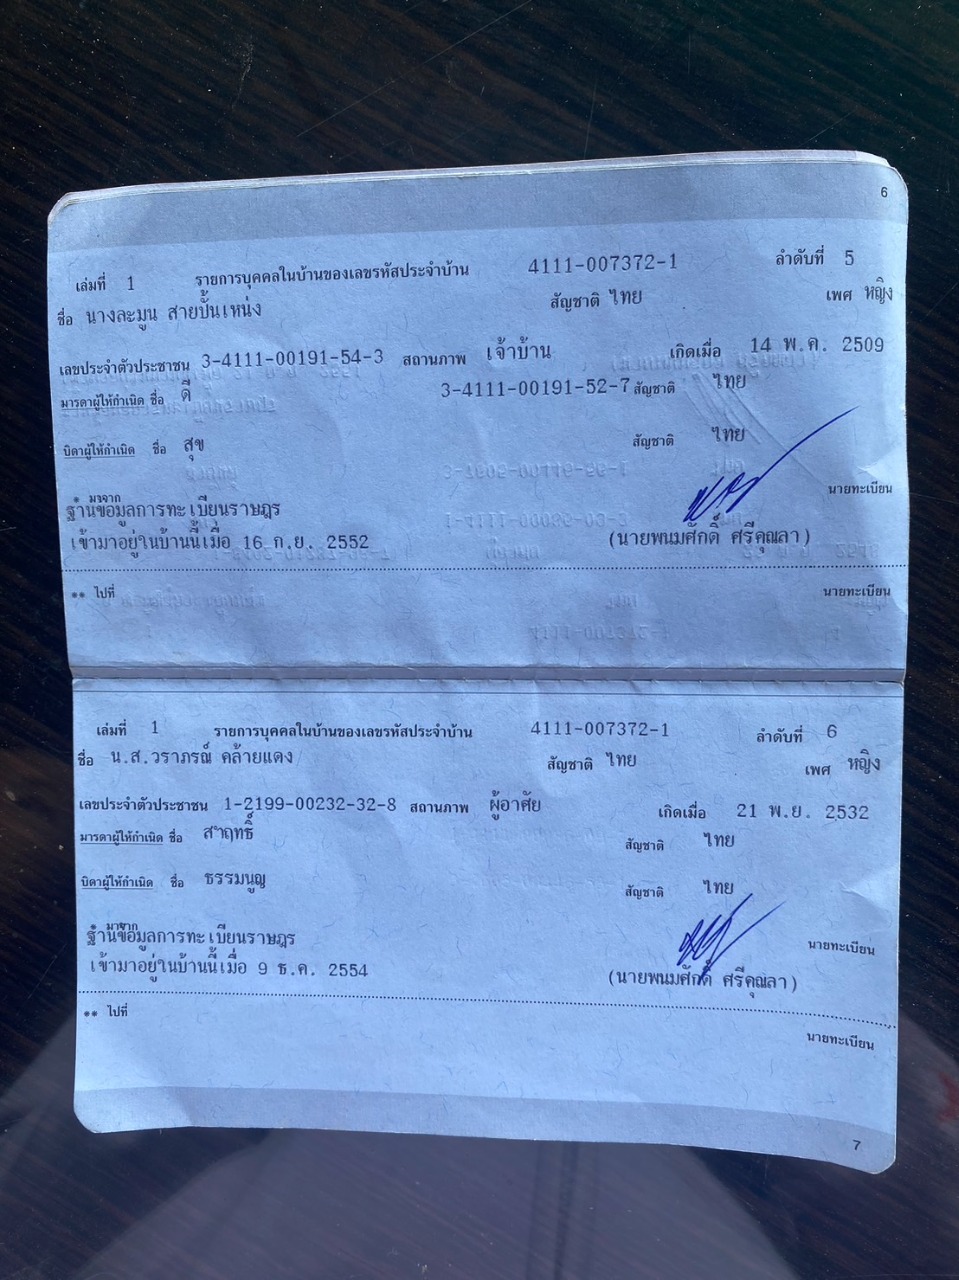 6
เล่มที่ 1 รายการบุคคลในบ้านของเลขรหัสประจำบ้าน 4111-007372-1 ลำดับที่ 5
ชื่อ นางละมูน สายปั้นเหน่ง สัญชาติ ไทย เพศ หญิง
เลขประจำตัวประชาชน 3-4111-00191-54-3 สถานภาพ เจ้าบ้าน เกิดเมื่อ 14 พ.ค. 2509
มารดาผู้ให้กำเนิด ชื่อ ดี 3-4111-00191-52-7 สัญชาติ ไทย
บิดาผู้ให้กำเนิด ชื่อ สุข สัญชาติ ไทย
* มาจาก นายทะเบียน
ฐานข้อมูลการทะเบียนราษฎร
เข้ามาอยู่ในบ้านนี้เมื่อ 16 ก.ย. 2552 (นายพนมศักดิ์ ศรีคุณลา)
** ไปที่ นายทะเบียน
เล่มที่ 1 รายการบุคคลในบ้านของเลขรหัสประจำบ้าน 4111-007372-1 ลำดับที่ 6
ชื่อ น.ส.วราภรณ์ คล้ายแดง สัญชาติ ไทย เพศ หญิง
เลขประจำตัวประชาชน 1-2199-00232-32-8 สถานภาพ ผู้อาศัย เกิดเมื่อ 21 พ.ย. 2532
มารดาผู้ให้กำเนิด ชื่อ สาฤทธิ์ สัญชาติ ไทย
บิดาผู้ให้กำเนิด ชื่อ ธรรมนูญ สัญชาติ ไทย
* มาจาก นายทะเบียน
ฐานข้อมูลการทะเบียนราษฎร
เข้ามาอยู่ในบ้านนี้เมื่อ 9 ธ.ค. 2554 (นายพนมศักดิ์ ศรีคุณลา)
** ไปที่ นายทะเบียน
7